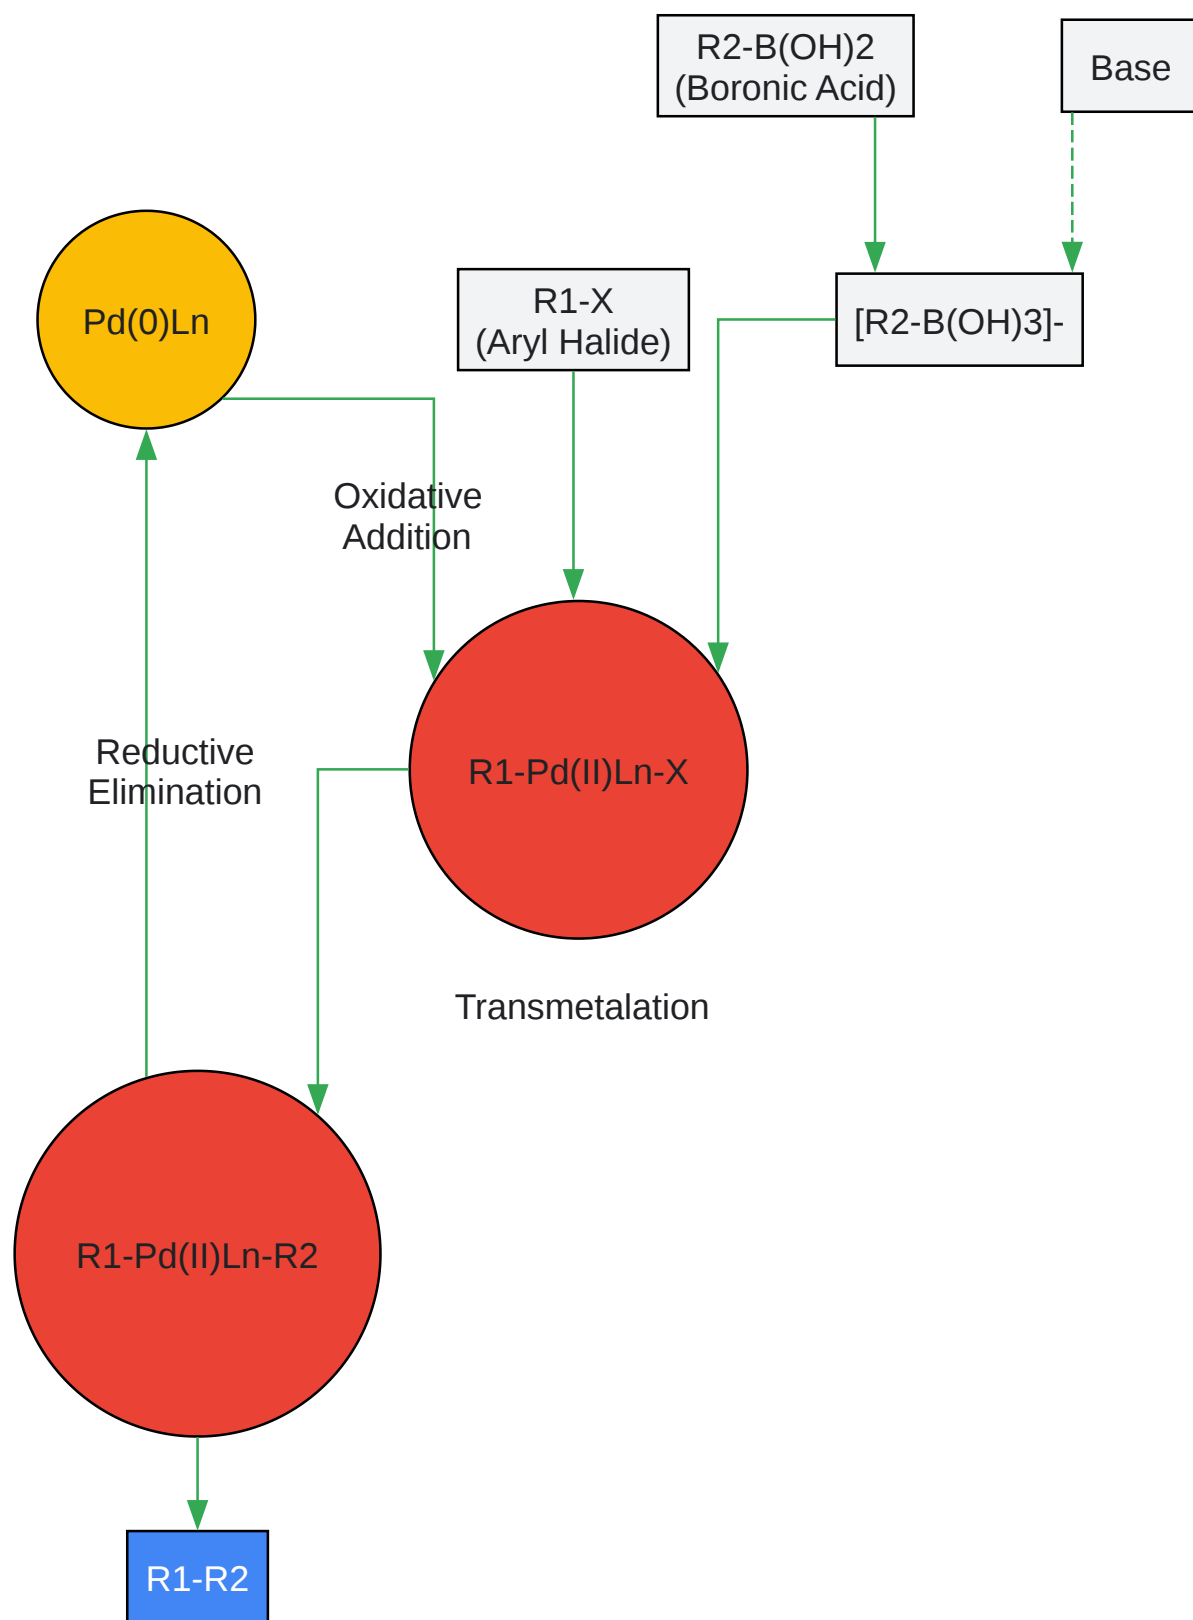 R2-B(OH)2
(Boronic Acid)
Base
Pd(0)Ln
R1-X
(Aryl Halide)
[R2-B(OH)3]-
Oxidative
Addition
Reductive
Elimination
R1-Pd(II)Ln-X
Transmetalation
R1-Pd(II)Ln-R2
R1-R2